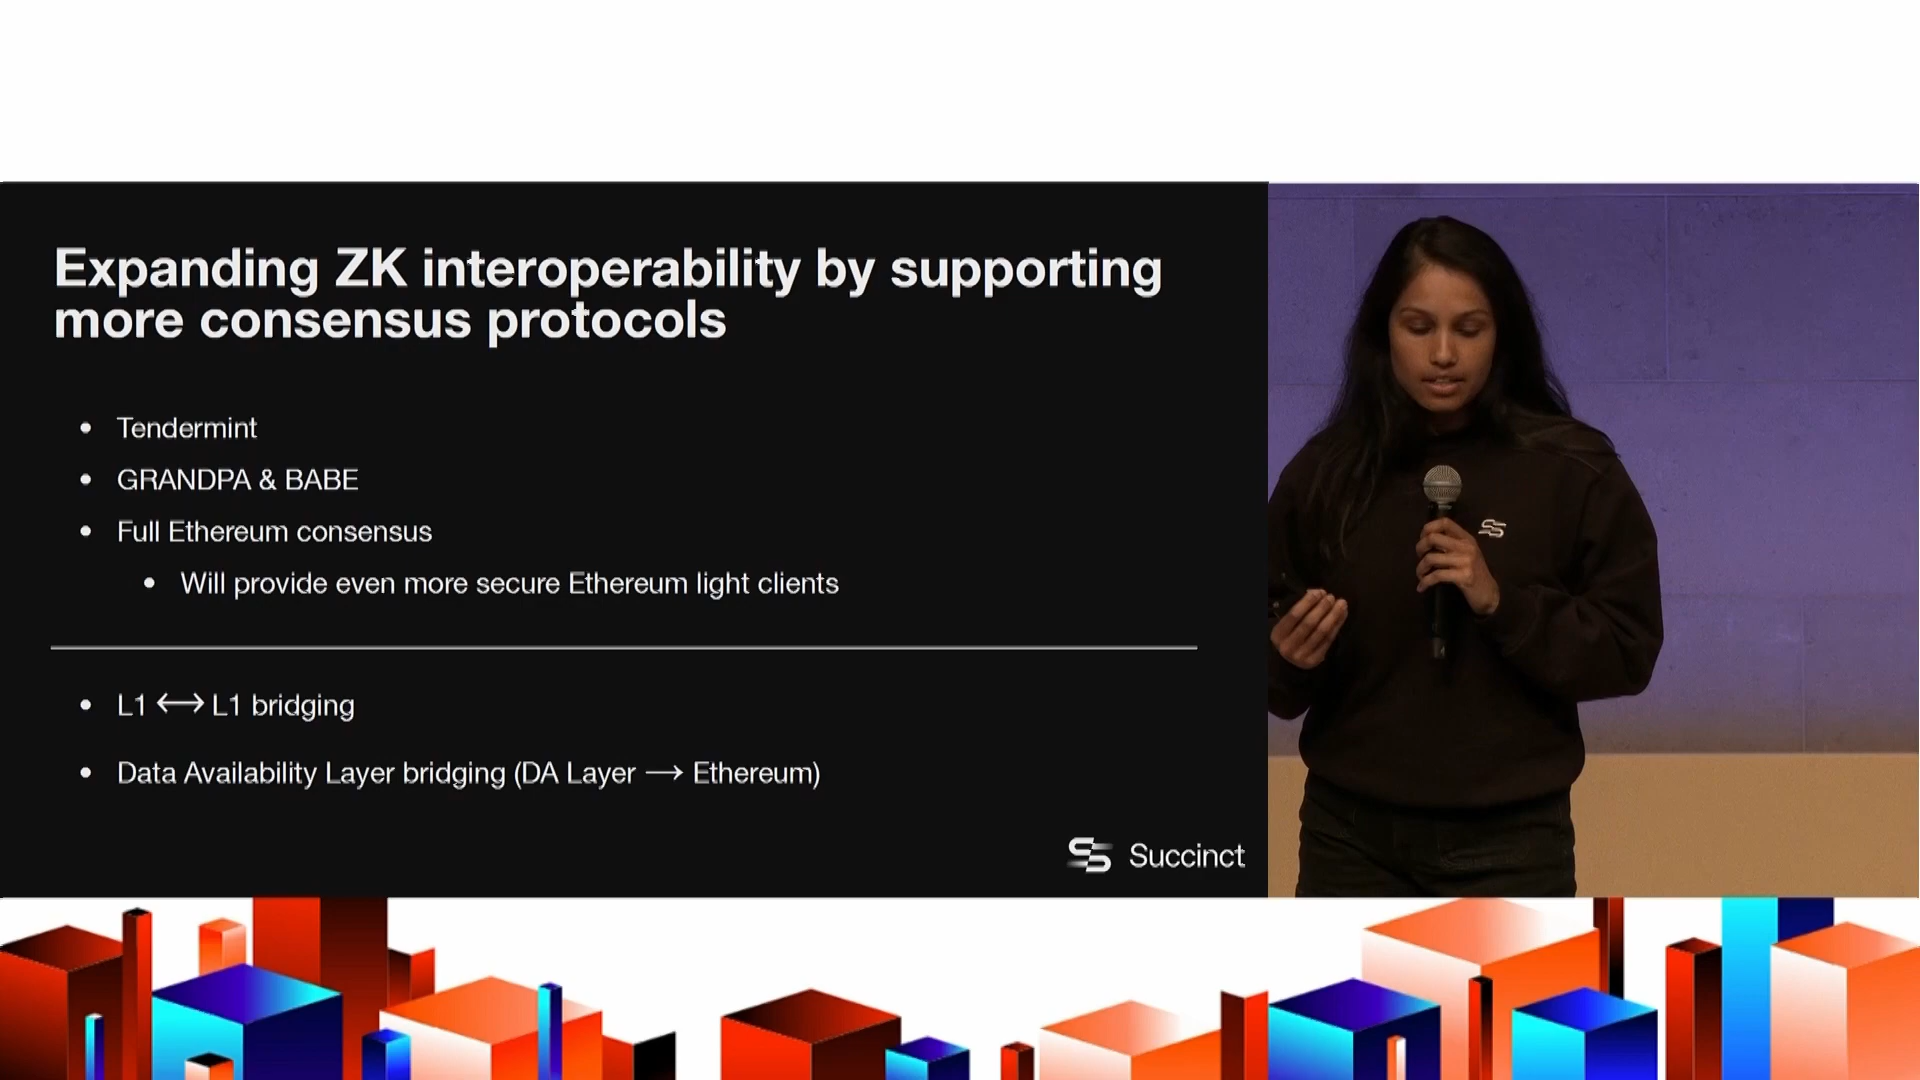 Expanding ZK interoperability by supporting
more consensus protocols
• Tendermint
• GRANDPA & BABE
• Full Ethereum consensus
• Will provide even more secure Ethereum light clients
• L1 ⟷ L1 bridging
• Data Availability Layer bridging (DA Layer ⟶ Ethereum)
Succinct